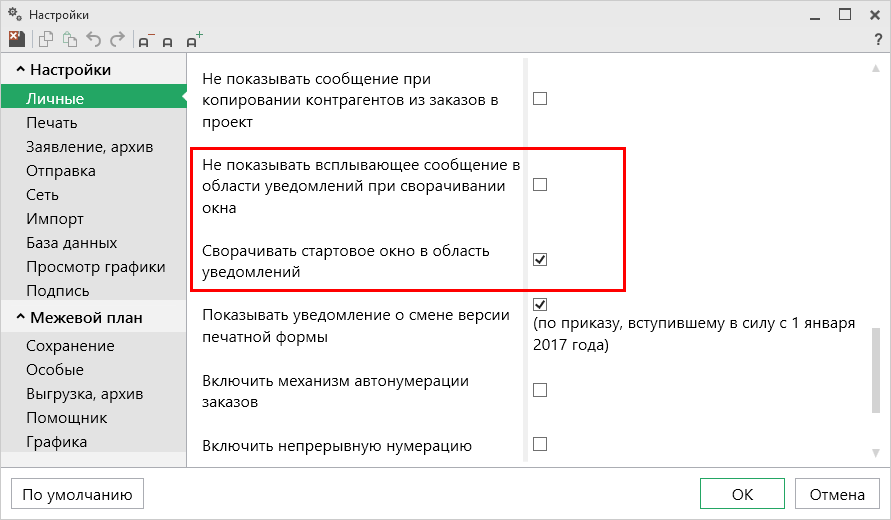 Настройки
?
Настройки
Личные
Печать
Заявление, архив
Отправка
Сеть
Импорт
База данных
Просмотр графики
Подпись
Межевой план
Сохранение
Особые
Выгрузка, архив
Помощник
Графика
Не показывать сообщение при
копировании контрагентов из заказов в
проект
Не показывать всплывающее сообщение в
области уведомлений при сворачивании
окна
Сворачивать стартовое окно в область
уведомлений
Показывать уведомление о смене версии
печатной формы
(по приказу, вступившему в силу с 1 января
2017 года)
Включить механизм автонумерации
заказов
Включить непрерывную нумерацию
По умолчанию
ОК
Отмена